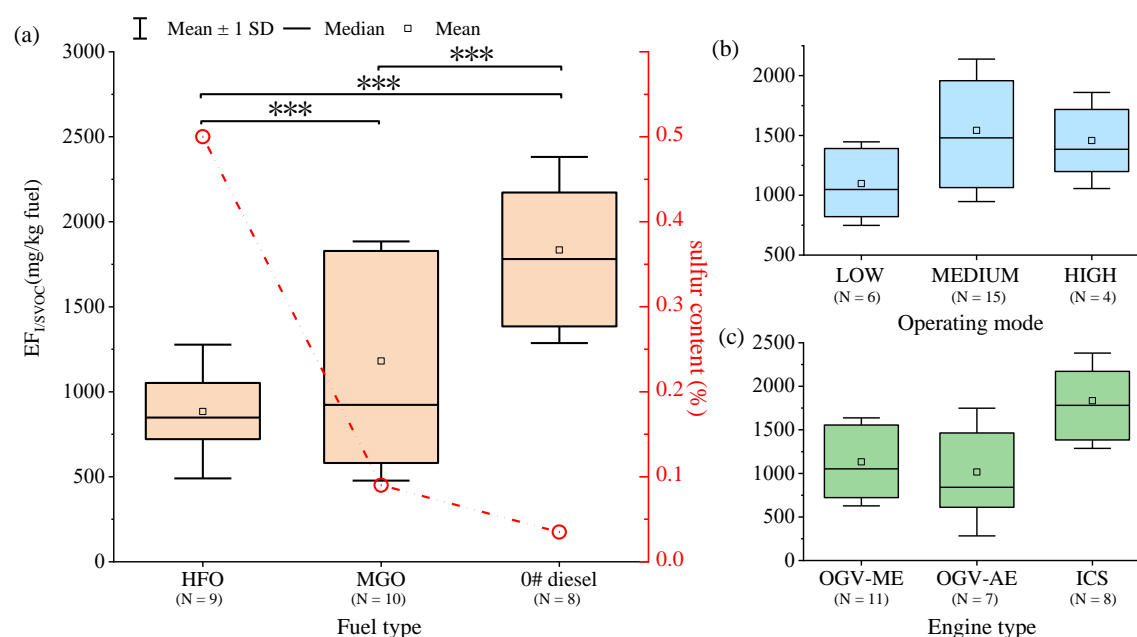 (a)
Mean ± 1 SD Median Mean
3000
2500
2000
1500
1000
500
0
EF_I/SVOC(mg/kg fuel)
***
***
***
0.5
0.4
0.3
0.2
0.1
0.0
sulfur content (%)
HFO MGO 0# diesel
(N = 9) (N = 10) (N = 8)
Fuel type
(b)
2000
1500
1000
500
LOW MEDIUM HIGH
(N = 6) (N = 15) (N = 4)
Operating mode
(c)
2500
2000
1500
1000
500
0
OGV-ME OGV-AE ICS
(N = 11) (N = 7) (N = 8)
Engine type